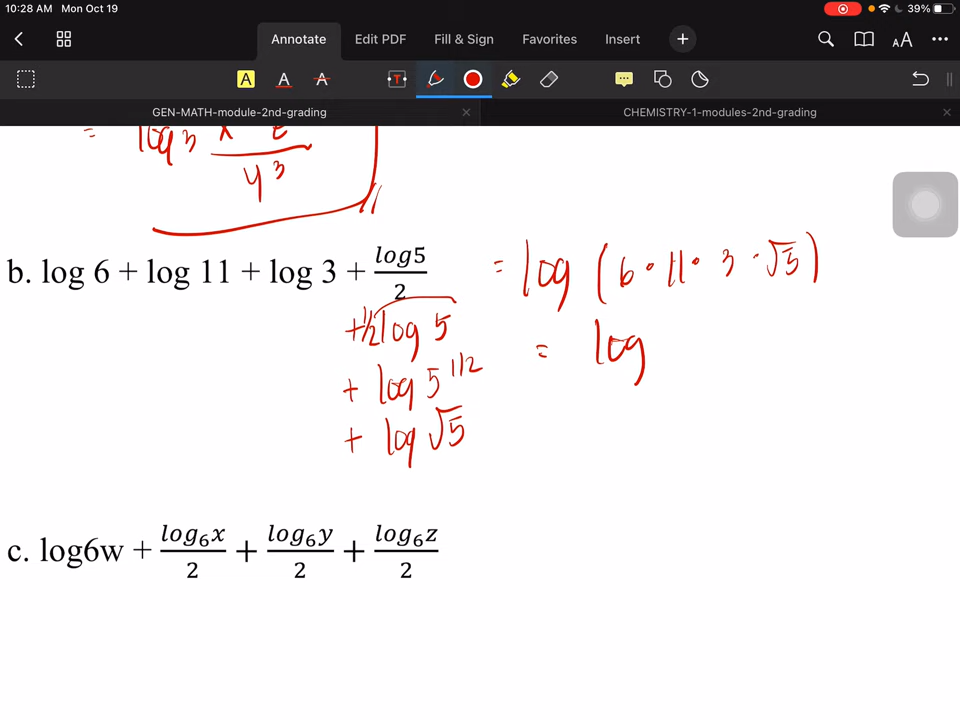 10:28 AM Mon Oct 19 39%
Annotate Edit PDF Fill & Sign Favorites Insert
A A A T
GEN-MATH-module-2nd-grading × CHEMISTRY-1-modules-2nd-grading ×
= log3 x z / y^3
b. log 6 + log 11 + log 3 + log5/2 = log (6 • 11 • 3 • √5)
+ 1/2 log 5 = log
+ log 5^1/2
+ log √5
c. log6w + log₆x/2 + log₆y/2 + log₆z/2